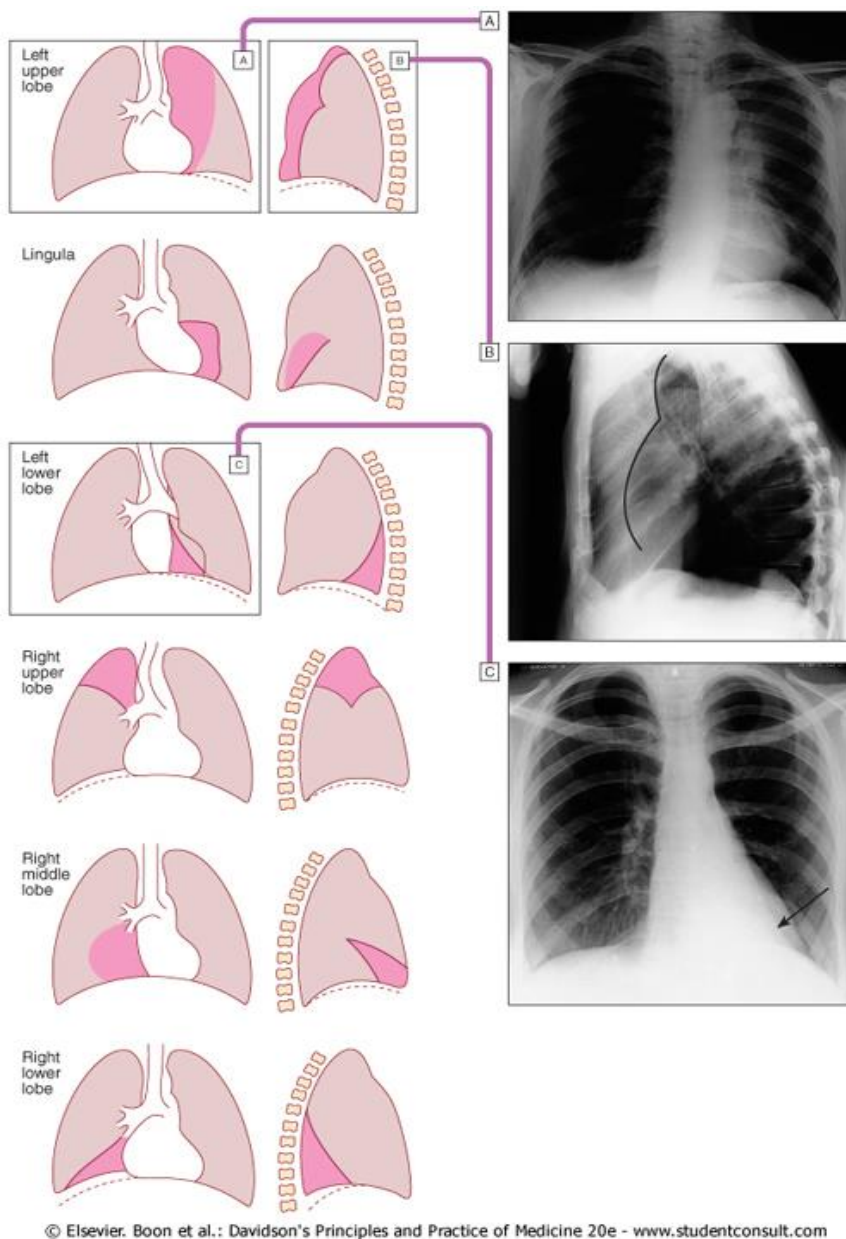 Left
upper
lobe
A
B
A
Lingula
B
Left
lower
lobe
C
C
Right
upper
lobe
Right
middle
lobe
Right
lower
lobe
© Elsevier. Boon et al.: Davidson's Principles and Practice of Medicine 20e - www.studentconsult.com